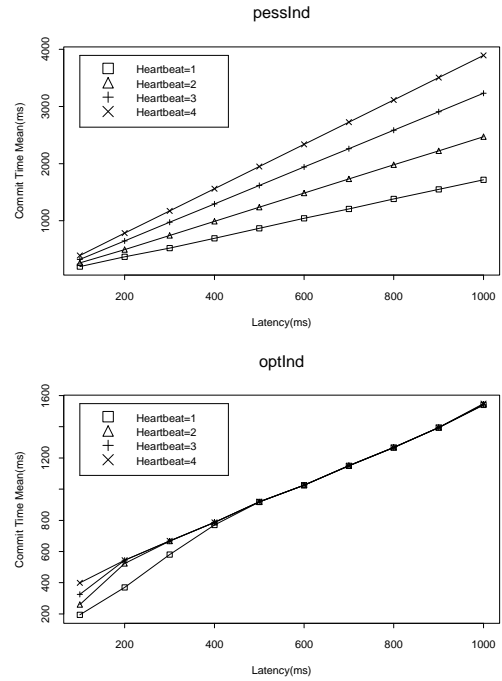 pessInd
Commit Time Mean(ms)
4000
3000
2000
1000
Heartbeat=1
Heartbeat=2
Heartbeat=3
Heartbeat=4
200 400 600 800 1000
Latency(ms)
optInd
Commit Time Mean(ms)
1600
1200
800
600
400
200
Heartbeat=1
Heartbeat=2
Heartbeat=3
Heartbeat=4
200 400 600 800 1000
Latency(ms)